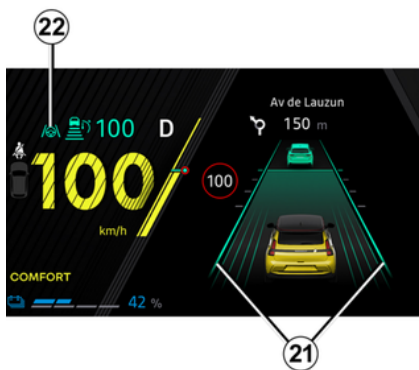 22
Av de Lauzun
150 m
100 D
100
100
km/h
COMFORT
42 %
21